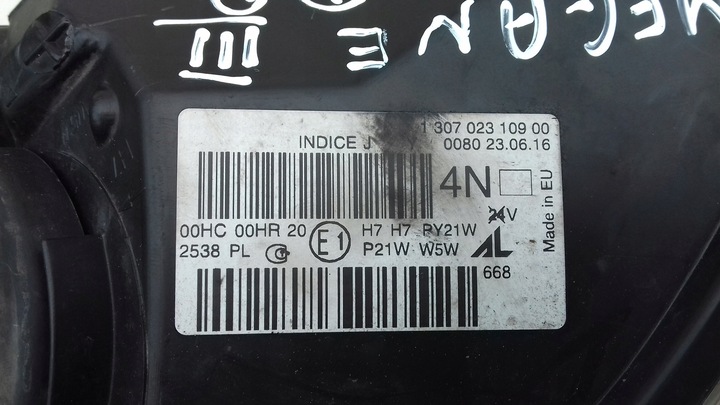 MEGANE
III
1 307 023 109 00
INDICE J
0080 23.06.16
4N
Made in EU
24V
00HC 00HR 20
E1
H7 H7 PY21W
2538 PL
P21W W5W
AL
668